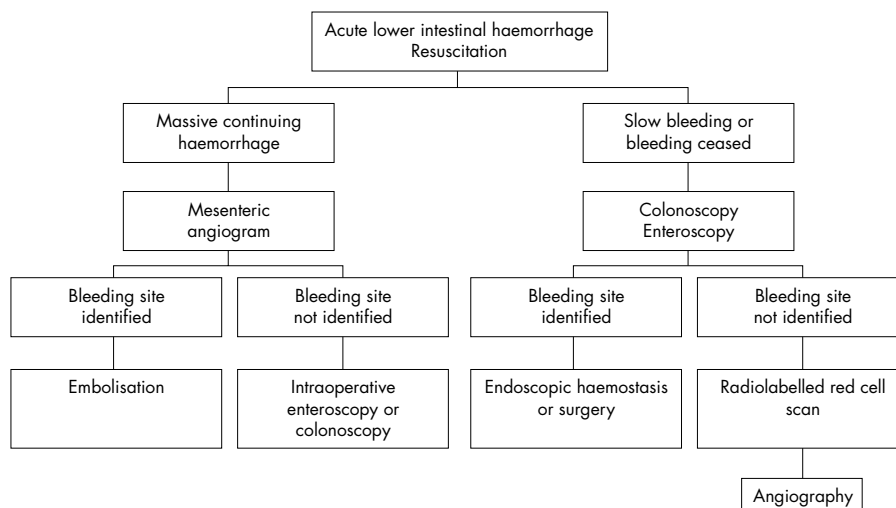 Acute lower intestinal haemorrhage
Resuscitation
Massive continuing
haemorrhage
Slow bleeding or
bleeding ceased
Mesenteric
angiogram
Colonoscopy
Enteroscopy
Bleeding site
identified
Bleeding site
not identified
Bleeding site
identified
Bleeding site
not identified
Embolisation
Intraoperative
enteroscopy or
colonoscopy
Endoscopic haemostasis
or surgery
Radiolabelled red cell
scan
Angiography